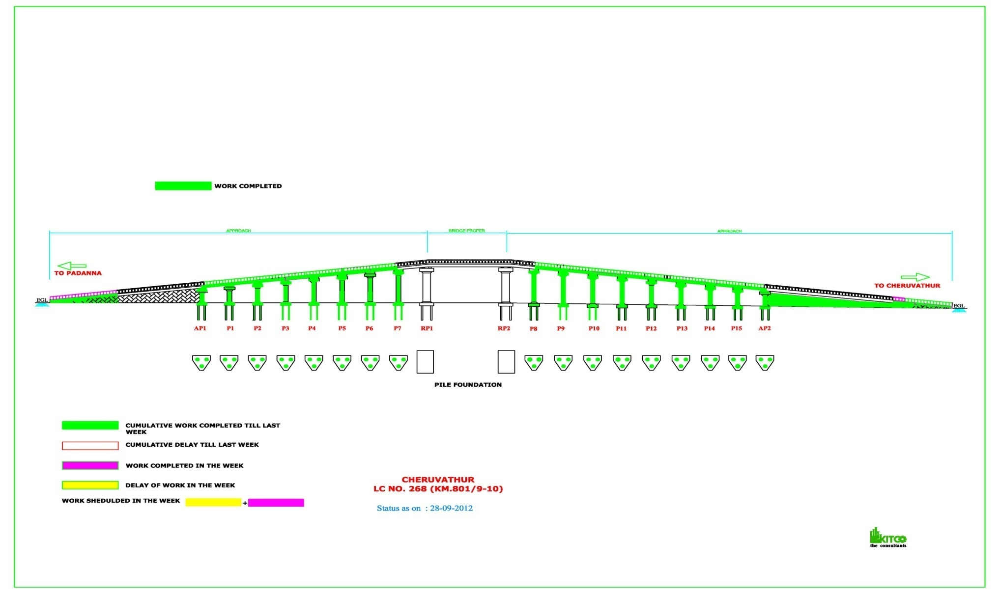 WORK COMPLETED
APPROACH BRIDGE PROPER APPROACH
TO PADANNA
TO CHERUVATHUR
EGL EGL
AP1 P1 P2 P3 P4 P5 P6 P7 RP1 RP2 P8 P9 P10 P11 P12 P13 P14 P15 AP2
PILE FOUNDATION
CUMULATIVE WORK COMPLETED TILL LAST
WEEK
CUMULATIVE DELAY TILL LAST WEEK
WORK COMPLETED IN THE WEEK
DELAY OF WORK IN THE WEEK
WORK SHEDULDED IN THE WEEK +
CHERUVATHUR
LC NO. 268 (KM.801/9-10)
Status as on : 28-09-2012
KITCO
the consultants